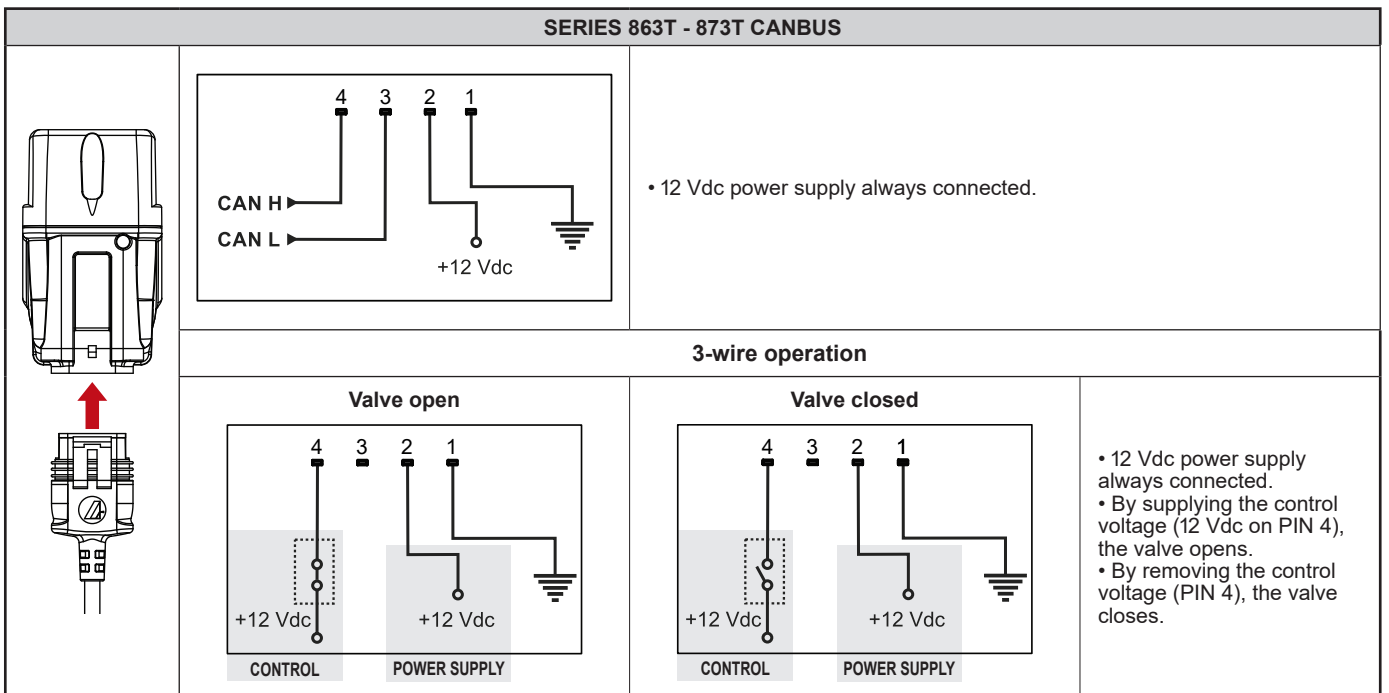 SERIES 863T - 873T CANBUS
4 3 2 1
CAN H
CAN L
+12 Vdc
• 12 Vdc power supply always connected.
3-wire operation
Valve open
4 3 2 1
+12 Vdc
+12 Vdc
CONTROL
POWER SUPPLY
Valve closed
4 3 2 1
+12 Vdc
+12 Vdc
CONTROL
POWER SUPPLY
• 12 Vdc power supply
always connected.
• By supplying the control
voltage (12 Vdc on PIN 4),
the valve opens.
• By removing the control
voltage (PIN 4), the valve
closes.